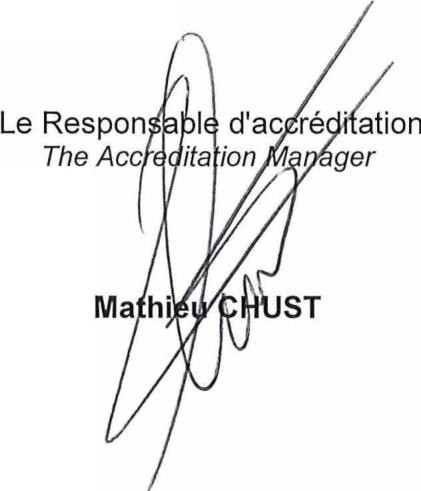 Le Responsable d'accréditation
The Accreditation Manager
Mathieu CHUST